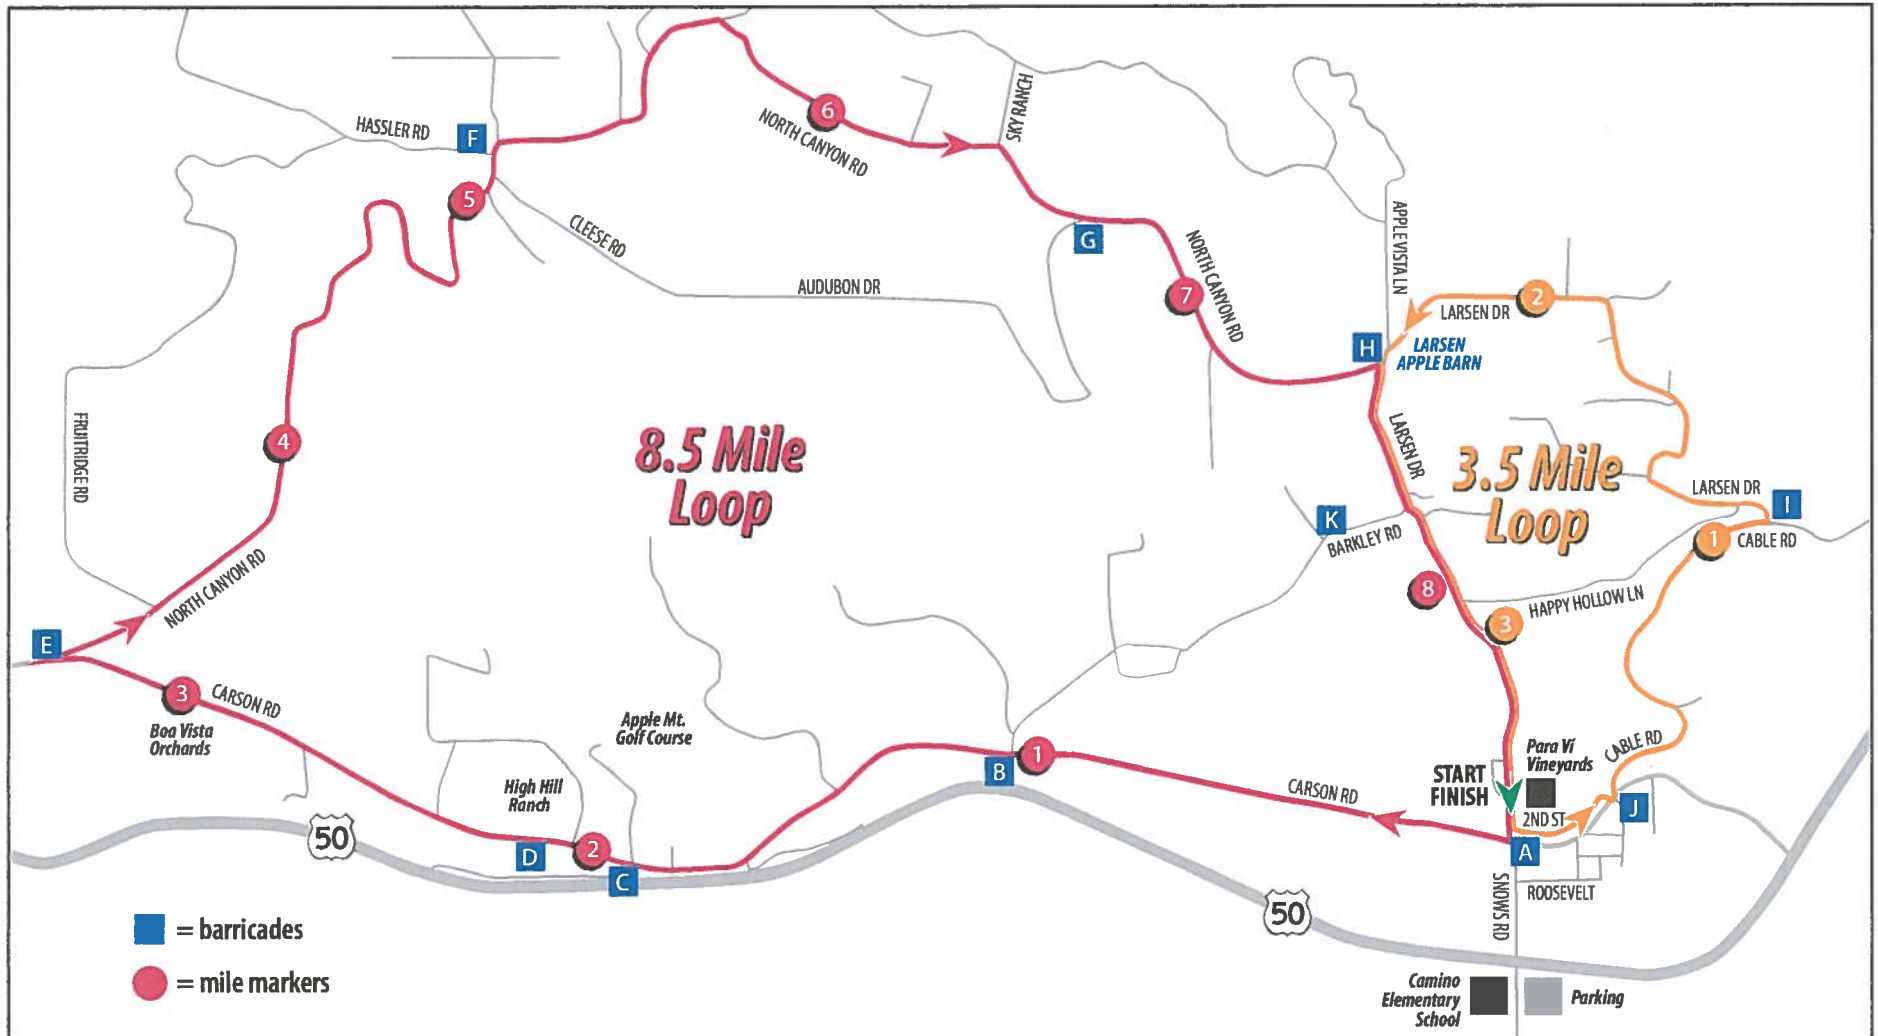 HASSLER RD
F
5
6
NORTH CANYON RD
SKY RANCH
CLEESE RD
AUDUBON DR
G
7
NORTH CANYON RD
APPLE VISTA LN
2
LARSEN DR
H
LARSEN
APPLE BARN
FRUITRIDGE RD
4
8.5 Mile
Loop
LARSEN DR
3.5 Mile
Loop
LARSEN DR
I
1
CABLE RD
K
BARKLEY RD
8
HAPPY HOLLOW LN
3
NORTH CANYON RD
E
3
CARSON RD
Boa Vista
Orchards
Apple Mt.
Golf Course
High Hill
Ranch
D
2
C
B
1
CARSON RD
START
FINISH
Para Vi
Vineyards
CABLE RD
2ND ST
J
A
ROOSEVELT
SNOWS RD
50
50
= barricades
= mile markers
Camino
Elementary
School
Parking